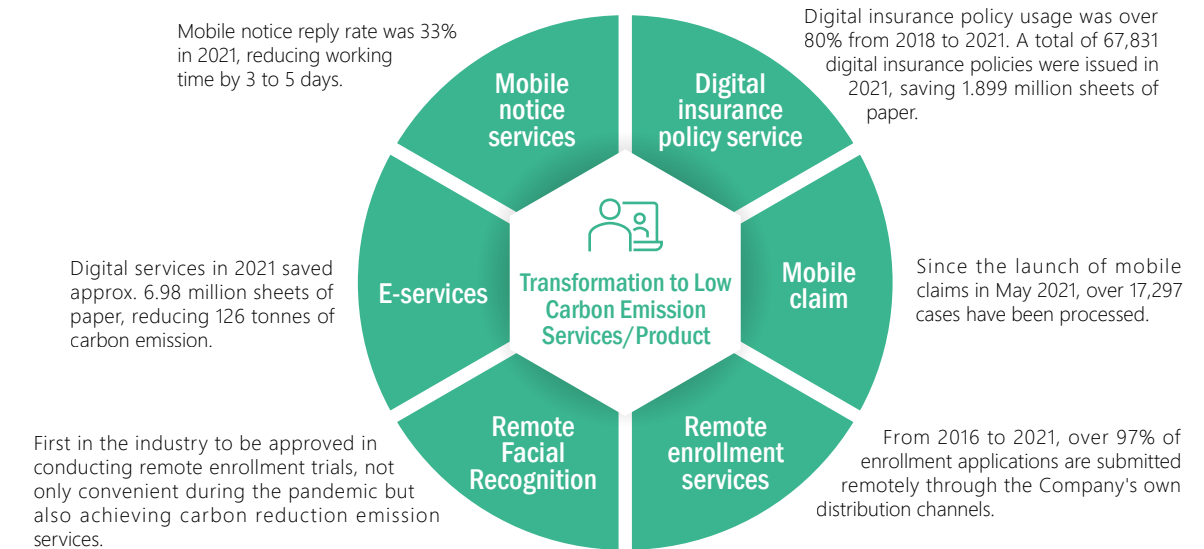 Mobile notice reply rate was 33%
in 2021, reducing working
time by 3 to 5 days.
Digital insurance policy usage was over
80% from 2018 to 2021. A total of 67,831
digital insurance policies were issued in
2021, saving 1.899 million sheets of
paper.
Mobile
notice
services
Digital
insurance
policy service
Digital services in 2021 saved
approx. 6.98 million sheets of
paper, reducing 126 tonnes of
carbon emission.
E-services
Transformation to Low
Carbon Emission
Services/Product
Mobile
claim
Since the launch of mobile
claims in May 2021, over 17,297
cases have been processed.
First in the industry to be approved in
conducting remote enrollment trials, not
only convenient during the pandemic but
also achieving carbon reduction emission
services.
Remote
Facial
Recognition
Remote
enrollment
services
From 2016 to 2021, over 97% of
enrollment applications are submitted
remotely through the Company's own
distribution channels.